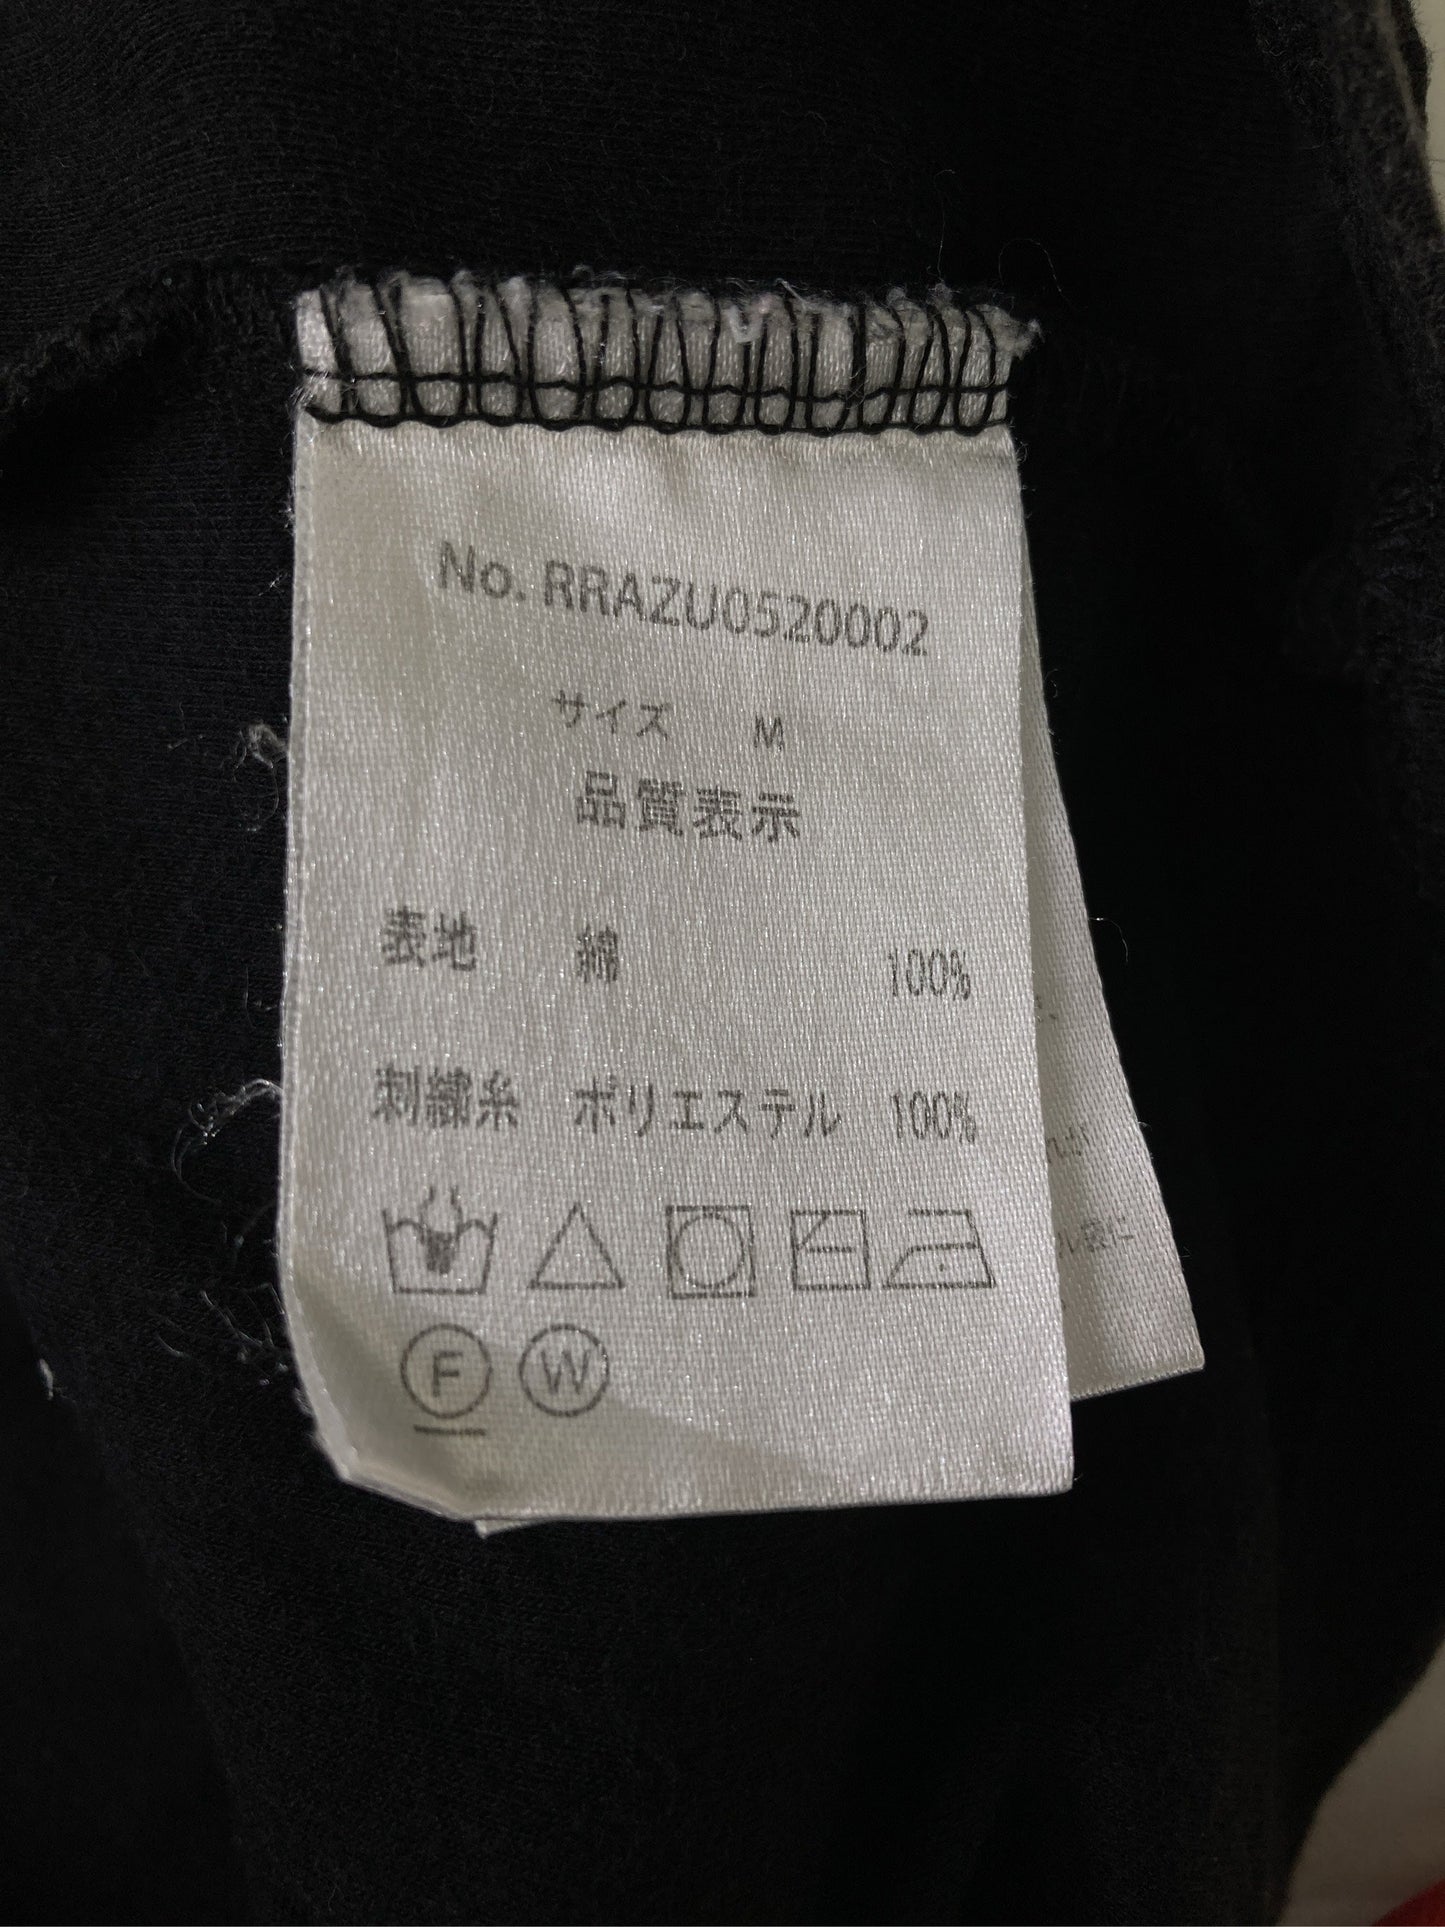 No. RRAZU0520002
サイズ M
品質表示
表地 綿 100%
刺繍糸 ポリエステル 100%
F W